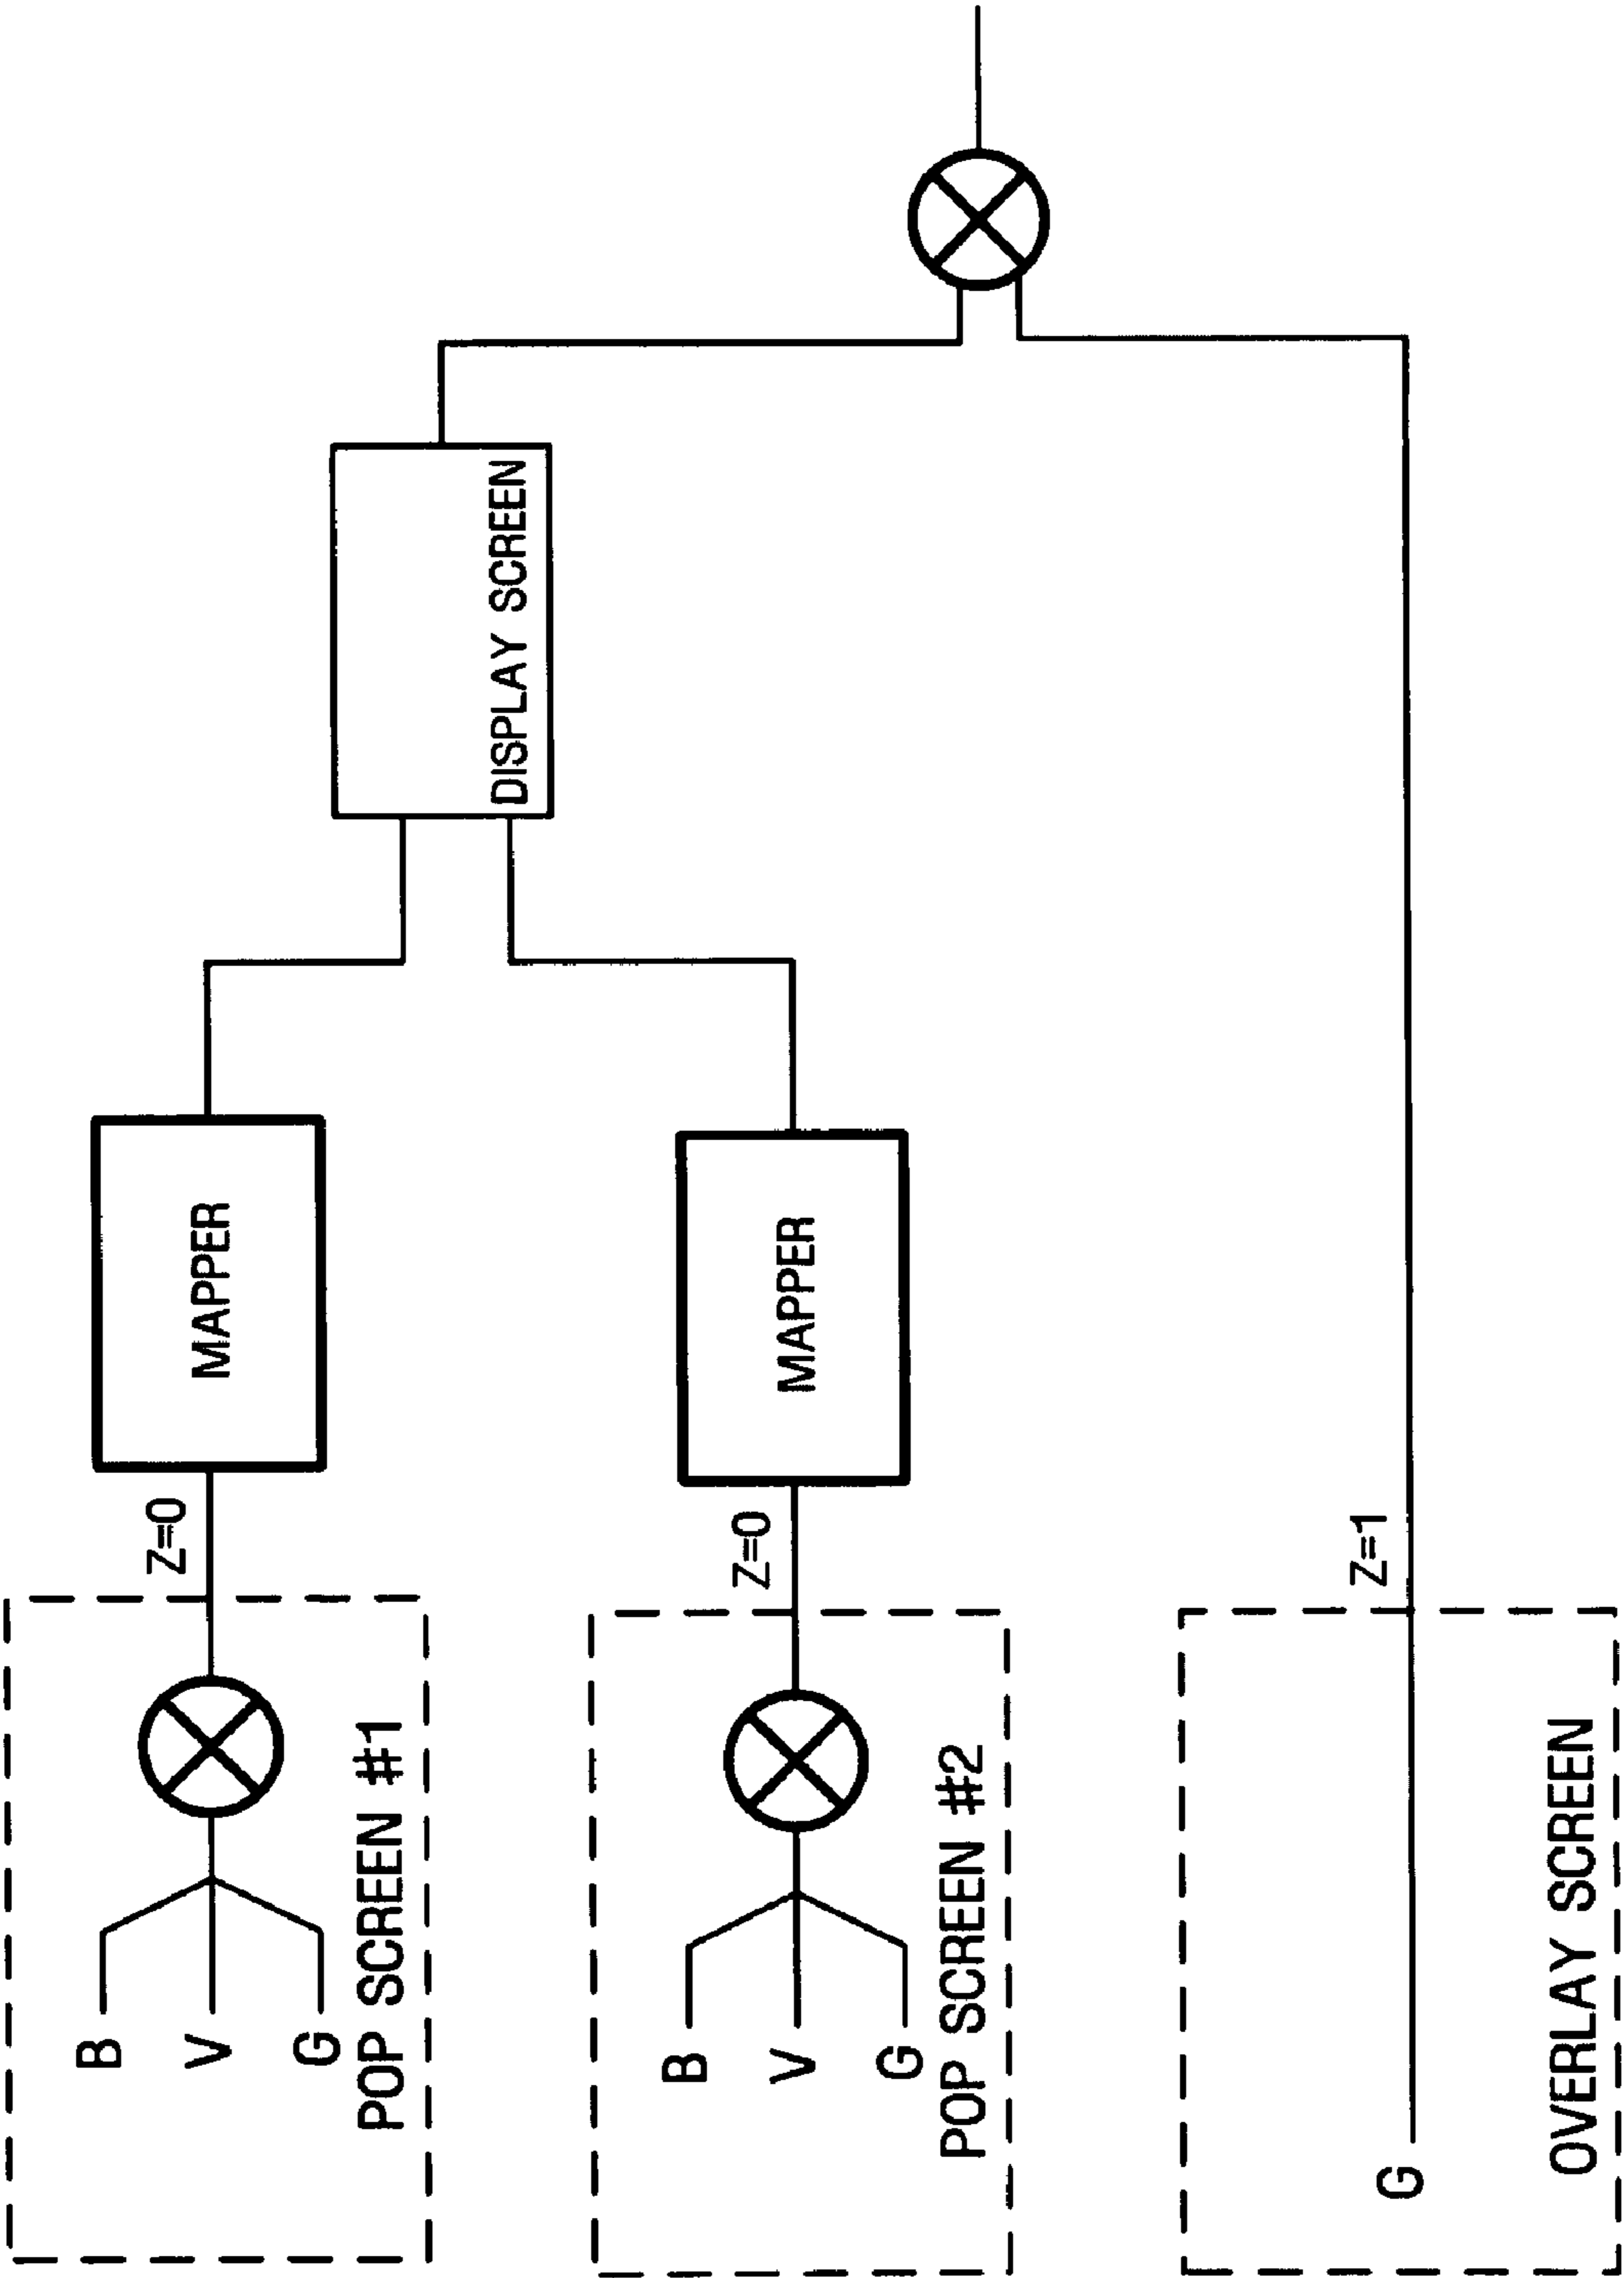 B
V
G
POP SCREEN #1
Z=0
MAPPER
B
V
G
POP SCREEN #2
Z=0
MAPPER
DISPLAY SCREEN
G
OVERLAY SCREEN
Z=1